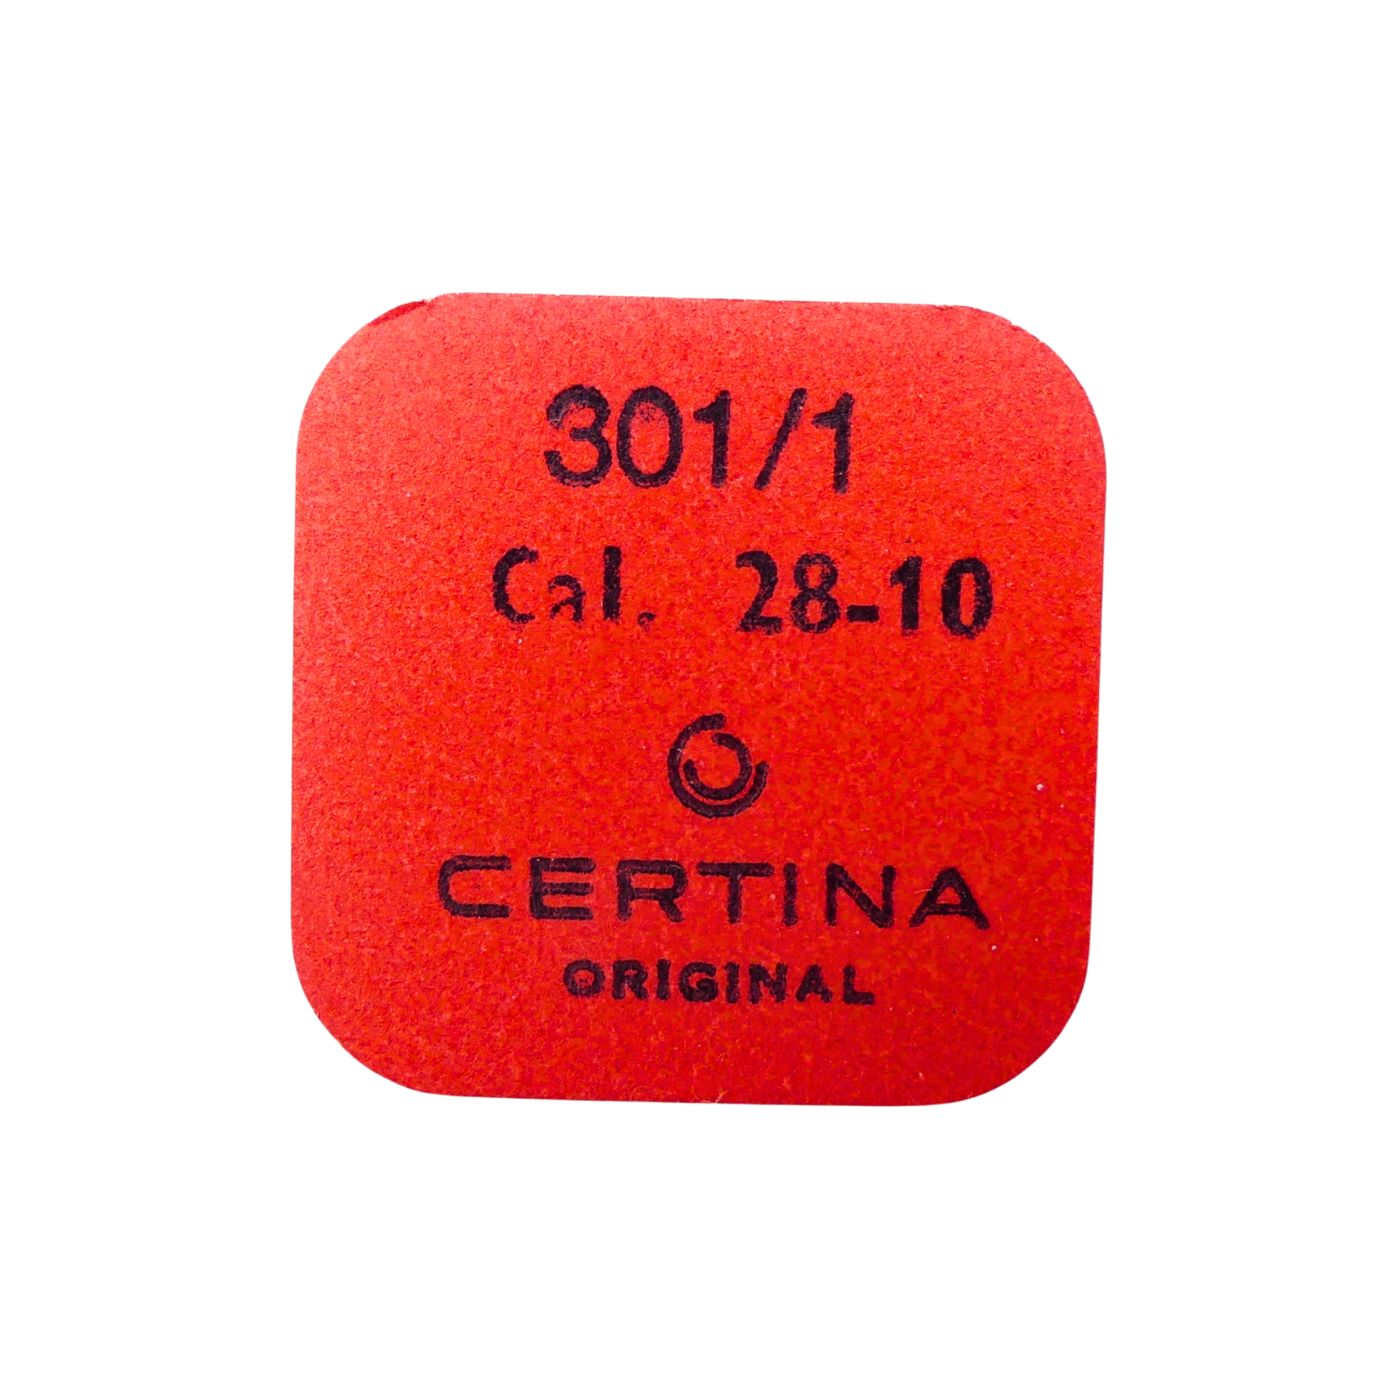 301/1
Cal. 28-10
CERTINA
ORIGINAL